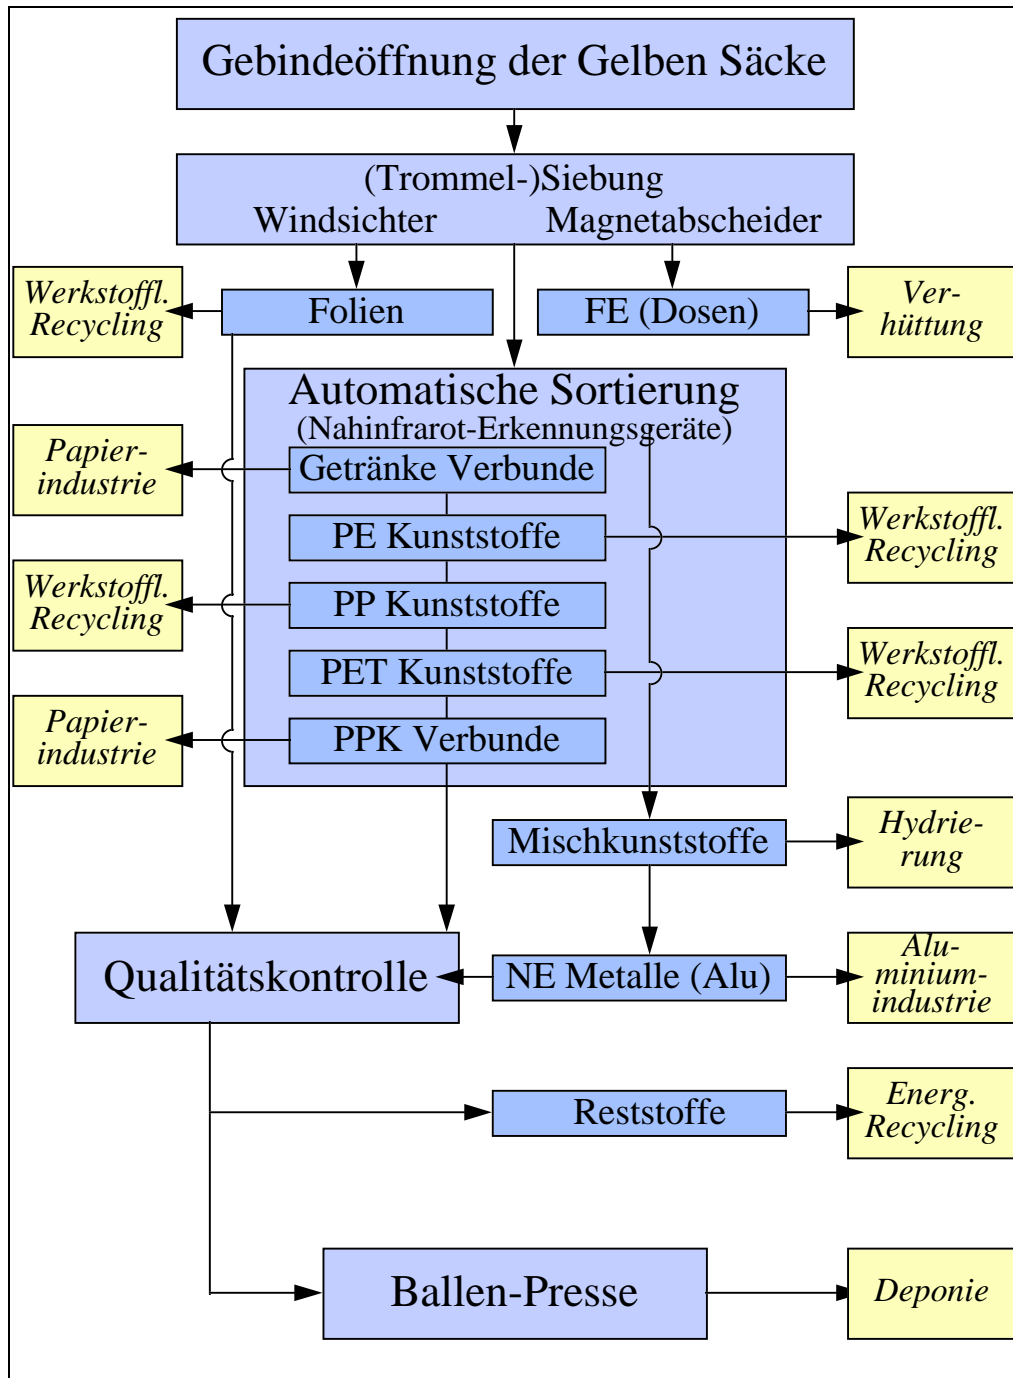 Gebindeöffnung der Gelben Säcke
(Trommel-)Siebung
Windsichter
Magnetabscheider
Werkstoffl.
Recycling
Folien
FE (Dosen)
Ver-
hüttung
Automatische Sortierung
(Nahinfrarot-Erkennungsgeräte)
Papier-
industrie
Getränke Verbunde
PE Kunststoffe
Werkstoffl.
Recycling
Werkstoffl.
Recycling
PP Kunststoffe
PET Kunststoffe
Werkstoffl.
Recycling
Papier-
industrie
PPK Verbunde
Mischkunststoffe
Hydrie-
rung
Qualitätskontrolle
NE Metalle (Alu)
Alu-
minium-
industrie
Reststoffe
Energ.
Recycling
Ballen-Presse
Deponie